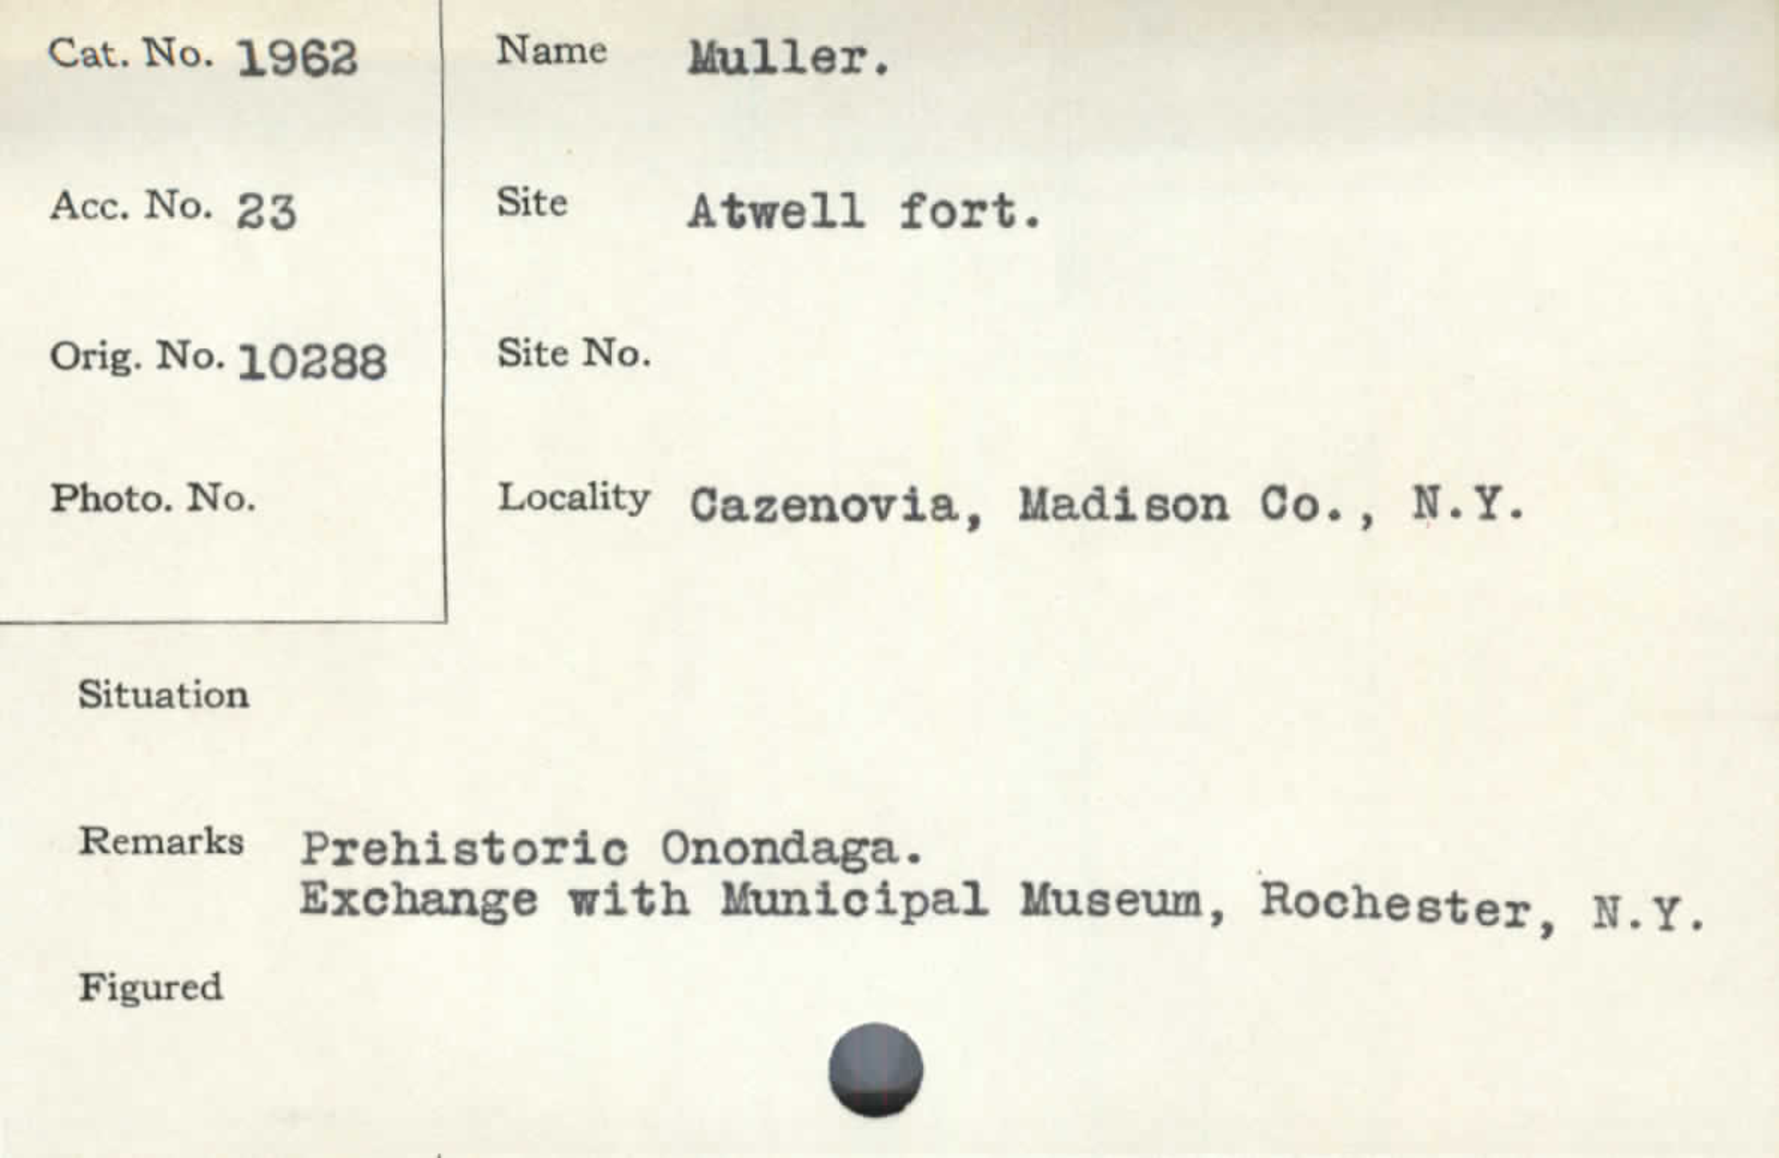 Cat. No. 1962
Name Muller.
Acc. No. 23
Site Atwell fort.
Orig. No. 10288
Site No.
Photo. No.
Locality Cazenovia, Madison Co., N.Y.
Situation
Remarks Prehistoric Onondaga.
Exchange with Municipal Museum, Rochester, N.Y.
Figured